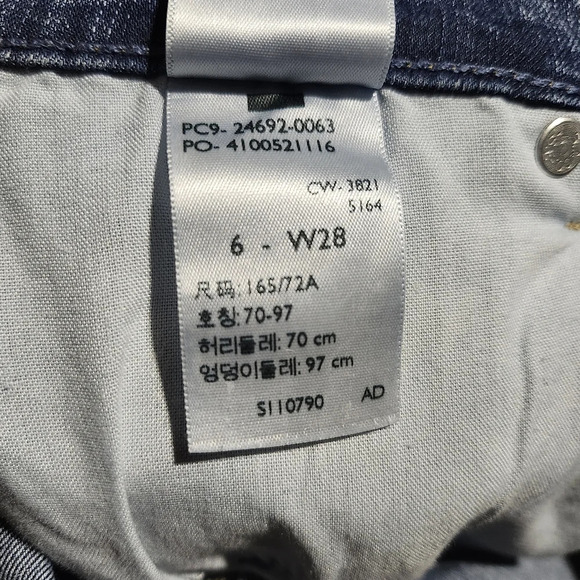 PC9- 24692-0063
PO- 4100521116
CW- 3821
5164
6 - W28
尺码: 165/72A
호칭: 70-97
허리둘레: 70 cm
엉덩이둘레: 97 cm
S110790 AD